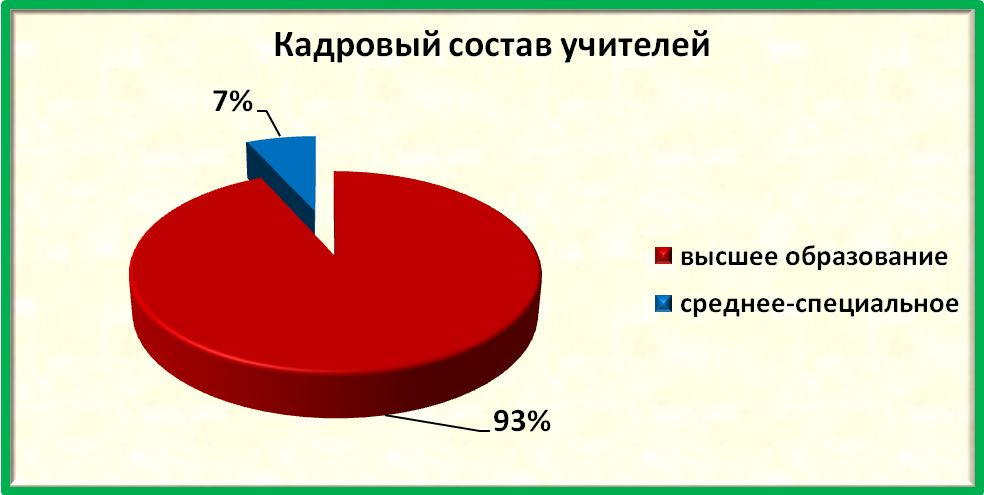 Кадровый состав учителей
7%
высшее образование
среднее-специальное
93%